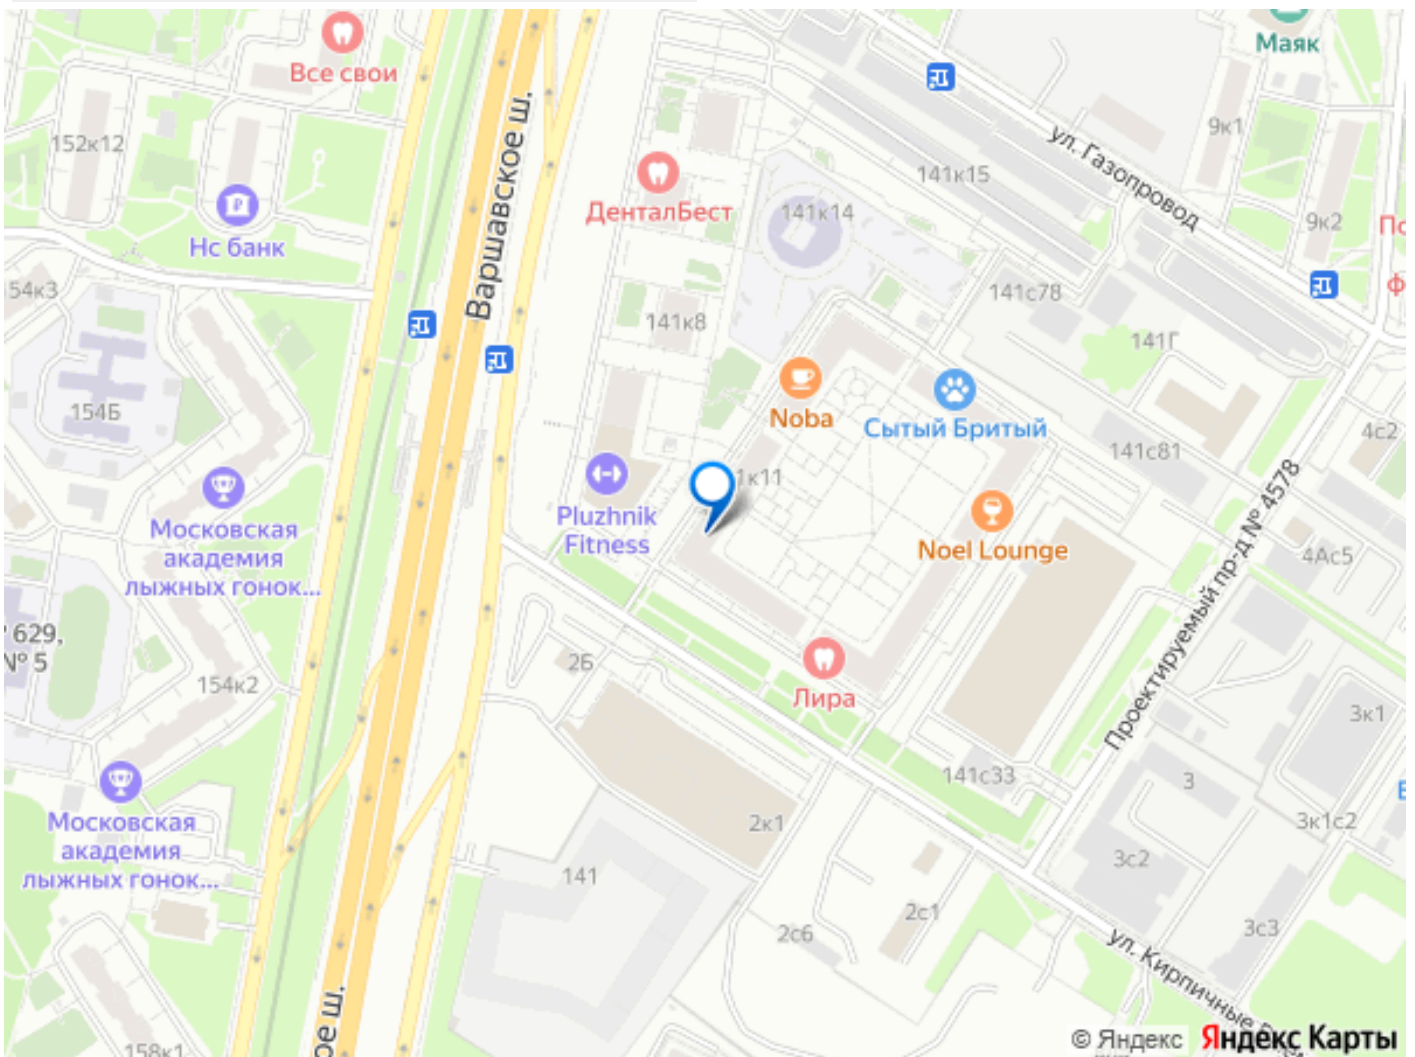 Все свои
Маяк
152к12
Варшавское ш.
ул. Газопровод
9к1
9к2
ДенталБест
141к14
141к15
Нс банк
54к3
141к8
141с78
141Г
154Б
Noba
Сытый Бритый
4с2
141с81
1к11
Pluzhnik
Fitness
Noel Lounge
Московская
академия
лыжных гонок...
Проектируемый пр-д № 4578
4Ас5
629,
№ 5
2Б
154к2
Лира
3к1
141с33
3
3к1с2
Московская
академия
лыжных гонок...
2к1
3с2
141
2с1
2с6
3с3
ул. Кирпичные
ое ш.
158к1
© Яндекс Яндекс Карты